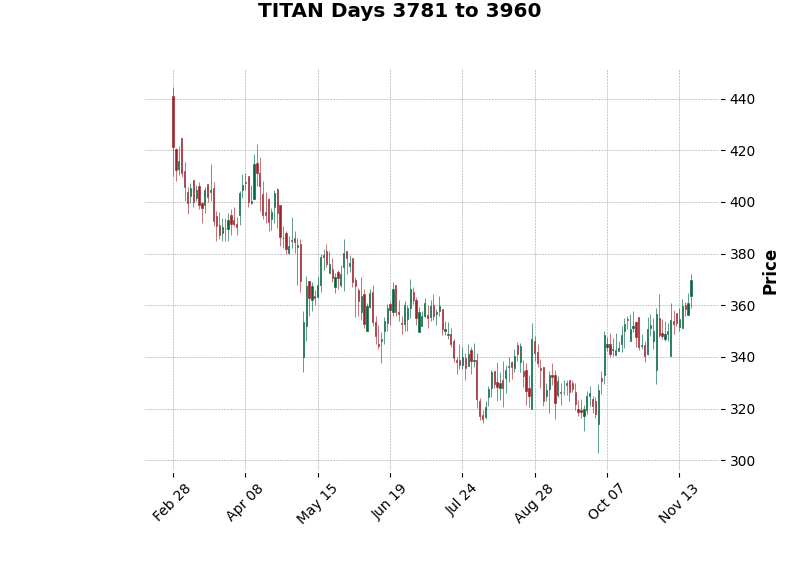 TITAN Days 3781 to 3960
440
420
400
380
360
340
320
300
Price
Feb 28
Apr 08
May 15
Jun 19
Jul 24
Aug 28
Oct 07
Nov 13